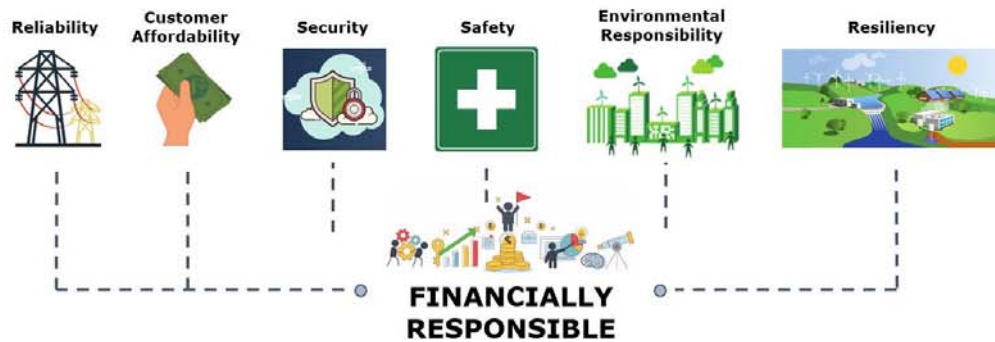 Reliability
Customer
Affordability
Security
Safety
Environmental
Responsibility
Resiliency
FINANCIALLY
RESPONSIBLE